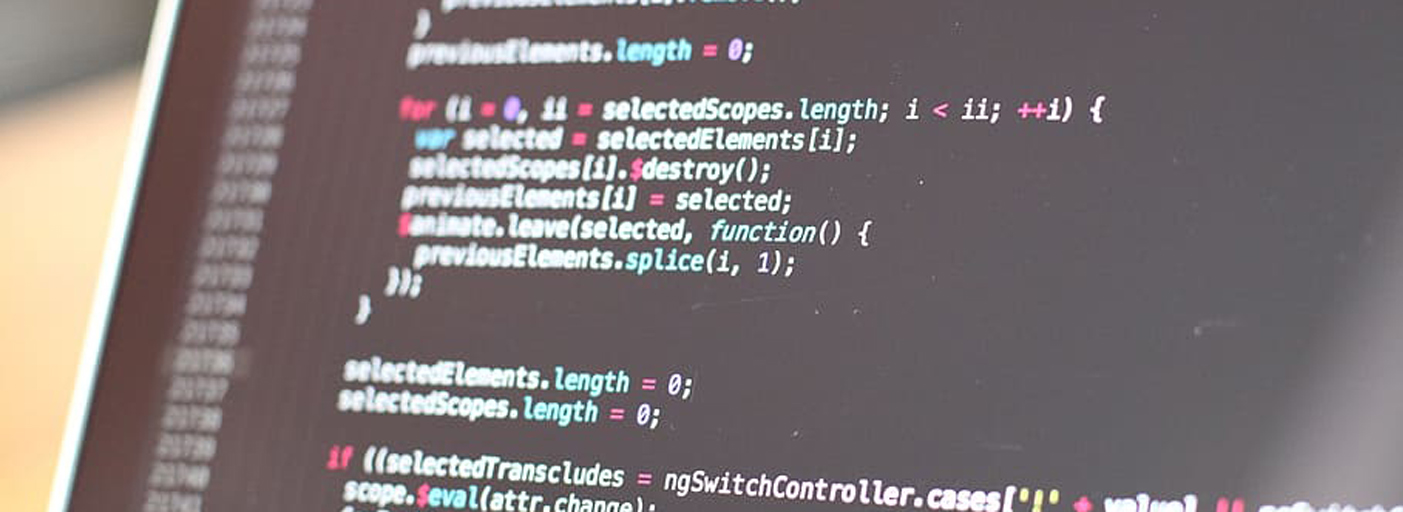 }
previousElements.length = 0;
for (i = 0, ii = selectedScopes.length; i < ii; ++i) {
var selected = selectedElements[i];
selectedScopes[i].$destroy();
previousElements[i] = selected;
$animate.leave(selected, function() {
previousElements.splice(i, 1);
});
}
selectedElements.length = 0;
selectedScopes.length = 0;
if ((selectedTranscludes = ngSwitchController.cases['!' + value] ||
scope.$eval(attr.change);